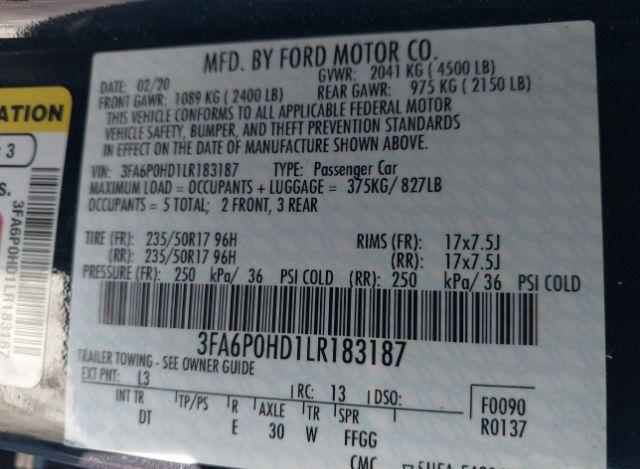 MFD. BY FORD MOTOR CO.
DATE: 02/20 GVWR: 2041 KG ( 4500 LB)
FRONT GAWR: 1089 KG ( 2400 LB) REAR GAWR: 975 KG ( 2150 LB)
THIS VEHICLE CONFORMS TO ALL APPLICABLE FEDERAL MOTOR
VEHICLE SAFETY, BUMPER, AND THEFT PREVENTION STANDARDS
IN EFFECT ON THE DATE OF MANUFACTURE SHOWN ABOVE.
VIN: 3FA6P0HD1LR183187 TYPE: Passenger Car
MAXIMUM LOAD = OCCUPANTS + LUGGAGE = 375KG/ 827LB
OCCUPANTS = 5 TOTAL; 2 FRONT, 3 REAR
TIRE (FR): 235/50R17 96H RIMS (FR): 17x7.5J
(RR): 235/50R17 96H (RR): 17x7.5J
PRESSURE (FR): 250 kPa/ 36 PSI COLD (RR): 250 kPa/ 36 PSI COLD
3FA6P0HD1LR183187
TRAILER TOWING - SEE OWNER GUIDE
EXT PNT: L3 RC: 13 DSO: F0090
INT TR TP/PS R AXLE TR SPR R0137
DT E 30 W FFGG
CMC
ATION
3
S.
3FA6P0HD1LR183187